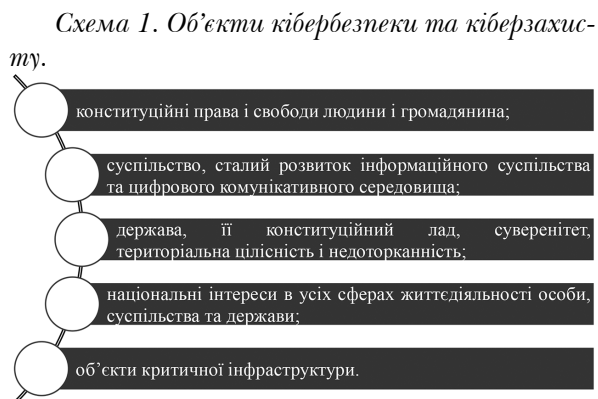 Схема 1. Об’єкти кібербезпеки та кіберзахис-
ту.
конституційні права і свободи людини і громадянина;
суспільство, сталий розвиток інформаційного суспільства
та цифрового комунікативного середовища;
держава, її конституційний лад, суверенітет,
територіальна цілісність і недоторканність;
національні інтереси в усіх сферах життєдіяльності особи,
суспільства та держави;
об’єкти критичної інфраструктури.